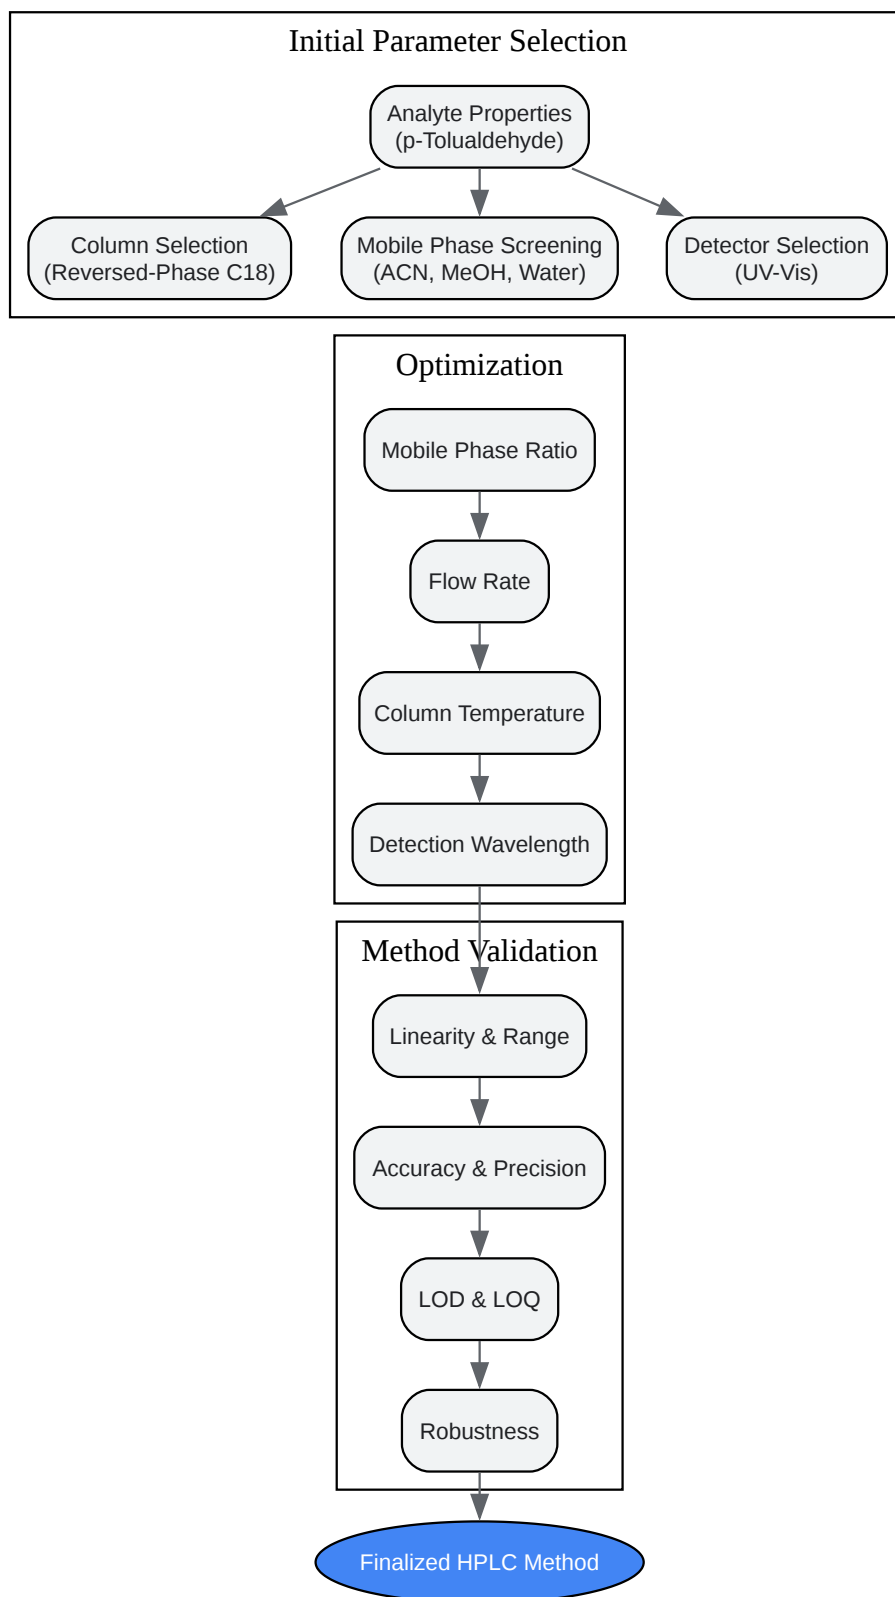 Initial Parameter Selection
Analyte Properties
(p-Tolualdehyde)
Column Selection
(Reversed-Phase C18)
Mobile Phase Screening
(ACN, MeOH, Water)
Detector Selection
(UV-Vis)
Optimization
Mobile Phase Ratio
Flow Rate
Column Temperature
Detection Wavelength
Method Validation
Linearity & Range
Accuracy & Precision
LOD & LOQ
Robustness
Finalized HPLC Method